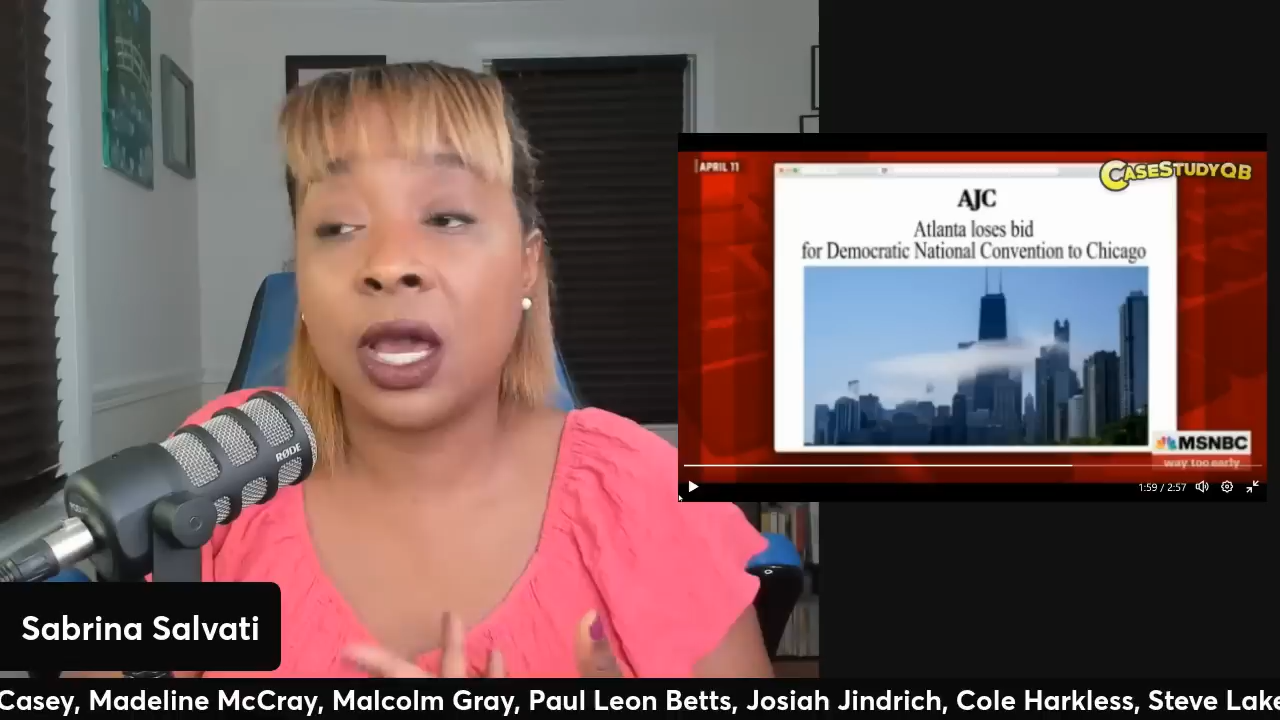 APRIL 11
CASESTUDYQB
AJC
Atlanta loses bid
for Democratic National Convention to Chicago
MSNBC
way too early
1:59 / 2:57
RØDE
Sabrina Salvati
Casey, Madeline McCray, Malcolm Gray, Paul Leon Betts, Josiah Jindrich, Cole Harkless, Steve Lake